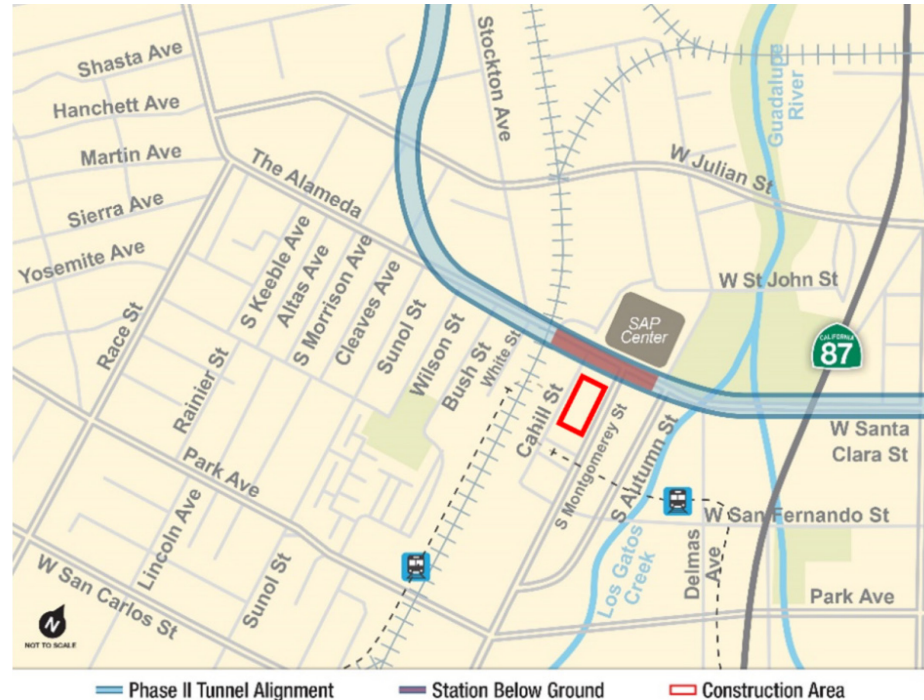 Shasta Ave
Hanchett Ave
Martin Ave
Sierra Ave
Yosemite Ave
Race St
The Alameda
Stockton Ave
Guadalupe
River
W Julian St
W St John St
SAP
Center
CALIFORNIA
87
S Keeble Ave
Altas Ave
S Morrison Ave
Cleaves Ave
Sunol St
Wilson St
Bush St
White St
Rainier St
Cahill St
S Montgomerey St
S Autumn St
W Santa
Clara St
Park Ave
Lincoln Ave
Sunol St
W San Carlos St
Los Gatos
Creek
Delmas
Ave
W San Fernando St
Park Ave
N
NOT TO SCALE
Phase II Tunnel Alignment
Station Below Ground
Construction Area